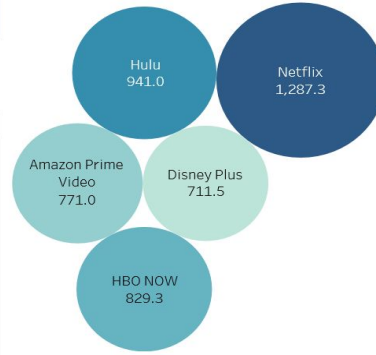 Hulu
941.0
Netflix
1,287.3
Amazon Prime
Video
771.0
Disney Plus
711.5
HBO NOW
829.3